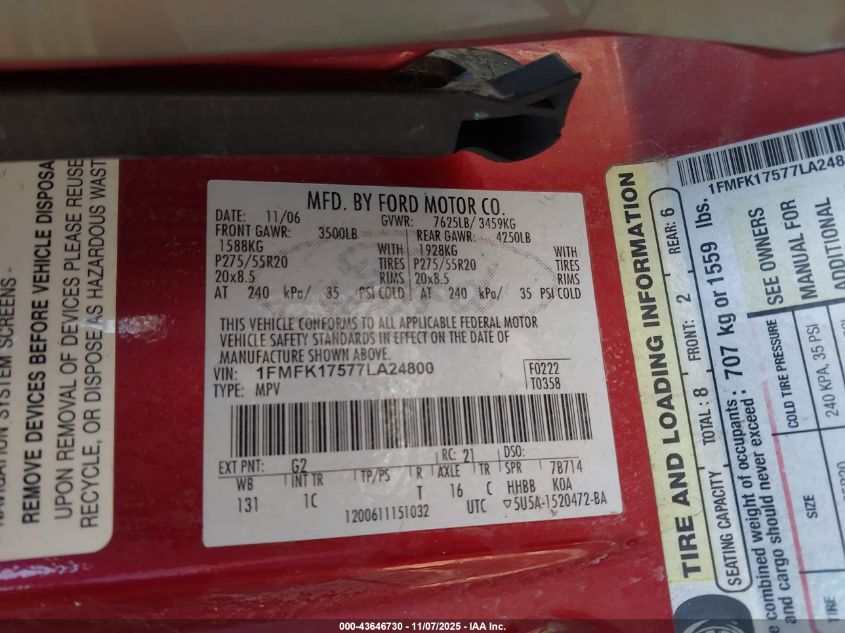 NAVIGATION SYSTEM SCREENS -
REMOVE DEVICES BEFORE VEHICLE DISPOSA
UPON REMOVAL OF DEVICES PLEASE REUSE
RECYCLE, OR DISPOSE AS HAZARDOUS WAST
MFD. BY FORD MOTOR CO.
DATE: 11/06 GVWR: 7625LB/ 3459KG
FRONT GAWR: 3500LB REAR GAWR: 4250LB
1588KG WITH 1928KG WITH
P275/55R20 TIRES P275/55R20 TIRES
20x8.5 RIMS 20x8.5 RIMS
AT 240 kPa/ 35 PSI COLD AT 240 kPa/ 35 PSI COLD
THIS VEHICLE CONFORMS TO ALL APPLICABLE FEDERAL MOTOR
VEHICLE SAFETY STANDARDS IN EFFECT ON THE DATE OF
MANUFACTURE SHOWN ABOVE.
VIN: 1FMFK17577LA24800 F0222
TYPE: MPV T0358
EXT PNT: G2 RC: 21 DSO:
WB INT TR TP/PS R AXLE TR SPR 7B714
131 1C T 16 C HHBB KOA
1200611151032 UTC ▽5U5A-1520472-BA
1FMFK17577LA248
TIRE AND LOADING INFORMATION
SEATING CAPACITY TOTAL: 8 FRONT: 2 REAR: 6
combined weight of occupants : 707 kg or 1559 lbs.
and cargo should never exceed :
SEE OWNERS
MANUAL FOR
ADDITIONAL
COLD TIRE PRESSURE
240 KPA, 35 PSI
SIZE
TIRE
000-43646730 - 11/07/2025 - IAA Inc.